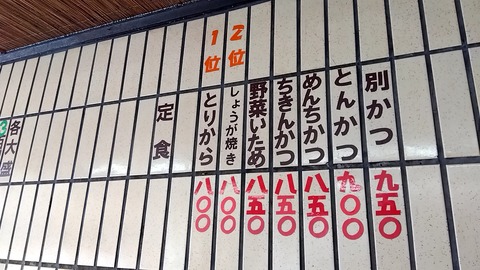 別かつ 九五〇
とんかつ 九〇〇
めんちかつ 八五〇
ちきんかつ 八五〇
野菜いため 八五〇
2位 しょうが焼き 八〇〇
1位 とりから 八〇〇
定食
各大盛